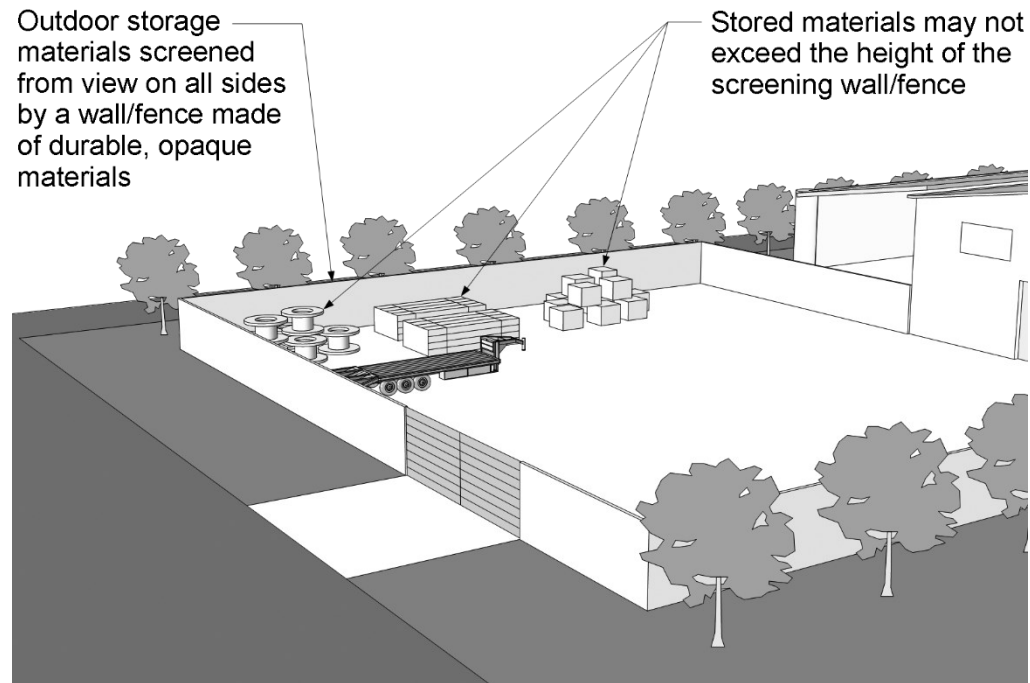 Outdoor storage
materials screened
from view on all sides
by a wall/fence made
of durable, opaque
materials
Stored materials may not
exceed the height of the
screening wall/fence